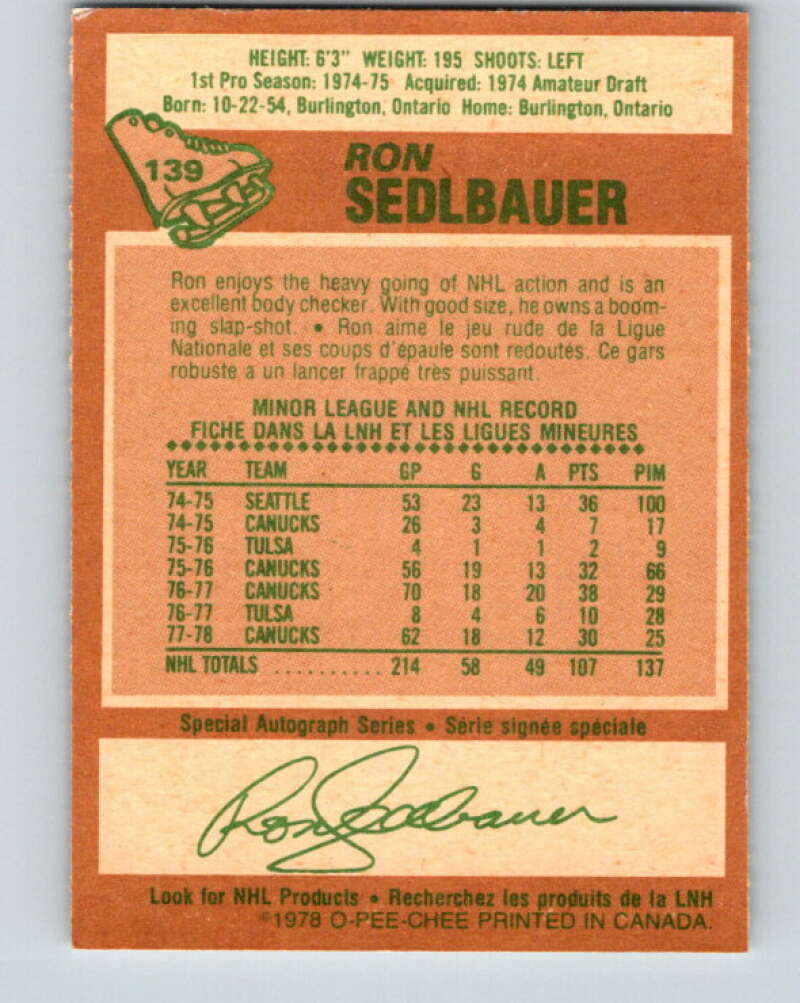 HEIGHT: 6'3" WEIGHT: 195 SHOOTS: LEFT
1st Pro Season: 1974-75 Acquired: 1974 Amateur Draft
Born: 10-22-54, Burlington, Ontario Home: Burlington, Ontario
139
RON
SEDLBAUER
Ron enjoys the heavy going of NHL action and is an
excellent body checker. With good size, he owns a boom-
ing slap-shot. • Ron aime le jeu rude de la Ligue
Nationale et ses coups d'épaule sont redoutés. Ce gars
robuste a un lancer frappé très puissant.
MINOR LEAGUE AND NHL RECORD
FICHE DANS LA LNH ET LES LIGUES MINEURES
YEAR TEAM GP G A PTS PIM
74-75 SEATTLE 53 23 13 36 100
74-75 CANUCKS 26 3 4 7 17
75-76 TULSA 4 1 1 2 9
75-76 CANUCKS 56 19 13 32 66
76-77 CANUCKS 70 18 20 38 29
76-77 TULSA 8 4 6 10 28
77-78 CANUCKS 62 18 12 30 25
NHL TOTALS .......... 214 58 49 107 137
Special Autograph Series • Série signée spéciale
Ron Sedlbauer
Look for NHL Products • Recherchez les produits de la LNH
©1978 O-PEE-CHEE PRINTED IN CANADA.